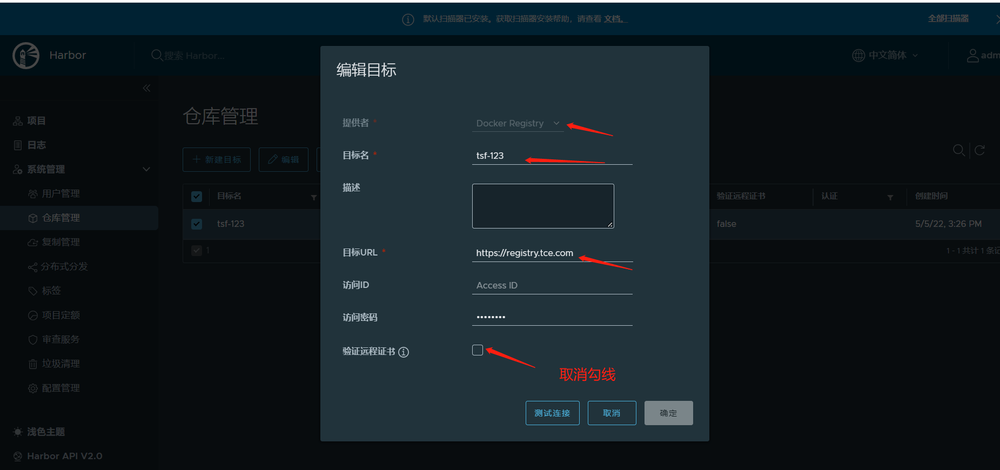 默认扫描器已安装。获取扫描器安装帮助，请查看 文档。
全部扫描器
Harbor
搜索 Harbor...
中文简体
adm
项目
日志
系统管理
用户管理
仓库管理
复制管理
分布式分发
标签
项目定额
审查服务
垃圾清理
配置管理
浅色主题
Harbor API V2.0
仓库管理
新建目标
编辑
目标名
验证远程证书
认证
创建时间
tsf-123
false
5/5/22, 3:26 PM
1
1 - 1 共计 1 条记
编辑目标
提供者 *
Docker Registry
目标名 *
tsf-123
描述
目标URL *
https://registry.tce.com
访问ID
Access ID
访问密码
••••••••
验证远程证书
取消勾线
测试连接
取消
确定